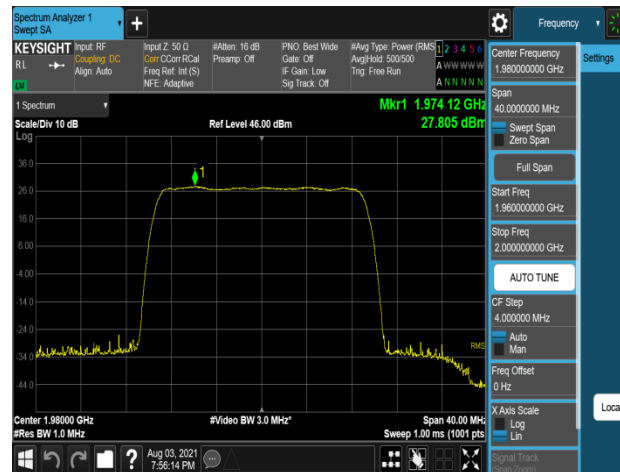 Spectrum Analyzer 1
Swept SA
Frequency
KEYSIGHT
RL
Input: RF
Coupling: DC
Align: Auto
Input Z: 50 Ω
Corr CCorr RCal
Freq Ref: Int (S)
NFE: Adaptive
#Atten: 16 dB
Preamp: Off
PNO: Best Wide
Gate: Off
IF Gain: Low
Sig Track: Off
#Avg Type: Power (RMS
Avg|Hold: 500/500
Trig: Free Run
1 2 3 4 5 6
A W W W W W
A N N N N N
LXI
1 Spectrum
Mkr1 1.974 12 GHz
Scale/Div 10 dB
Ref Level 46.00 dBm
27.805 dBm
Log
36.0
26.0
16.0
6.00
-4.00
-14.0
-24.0
-34.0
-44.0
1
RMS
Center 1.98000 GHz
#Video BW 3.0 MHz*
Span 40.00 MHz
#Res BW 1.0 MHz
Sweep 1.00 ms (1001 pts
Aug 03, 2021
7:56:14 PM
Center Frequency
1.980000000 GHz
Settings
Span
40.0000000 MHz
Swept Span
Zero Span
Full Span
Start Freq
1.960000000 GHz
Stop Freq
2.000000000 GHz
AUTO TUNE
CF Step
4.000000 MHz
Auto
Man
Freq Offset
0 Hz
X Axis Scale
Log
Lin
Loca
Signal Track
(Span Zoom)